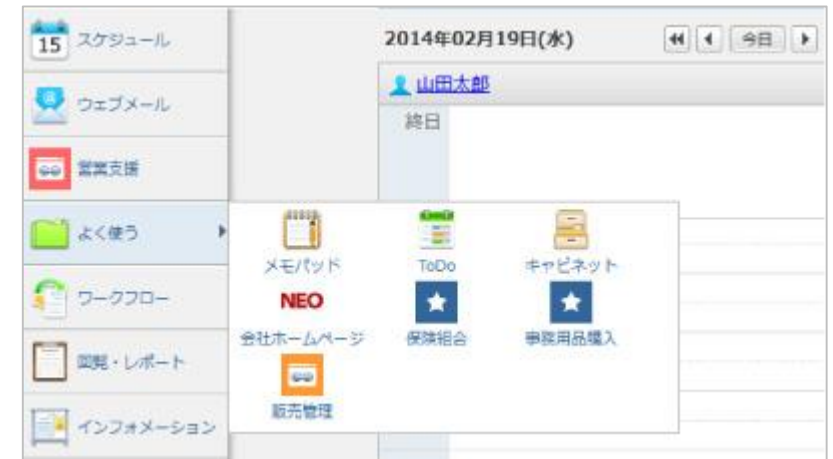 15 スケジュール
ウェブメール
営業支援
よく使う
ワークフロー
回覧・レポート
インフォメーション
2014年02月19日(水)
今日
山田太郎
終日
メモパッド ToDo キャビネット
NEO
会社ホームページ 保険組合 事務用品購入
販売管理